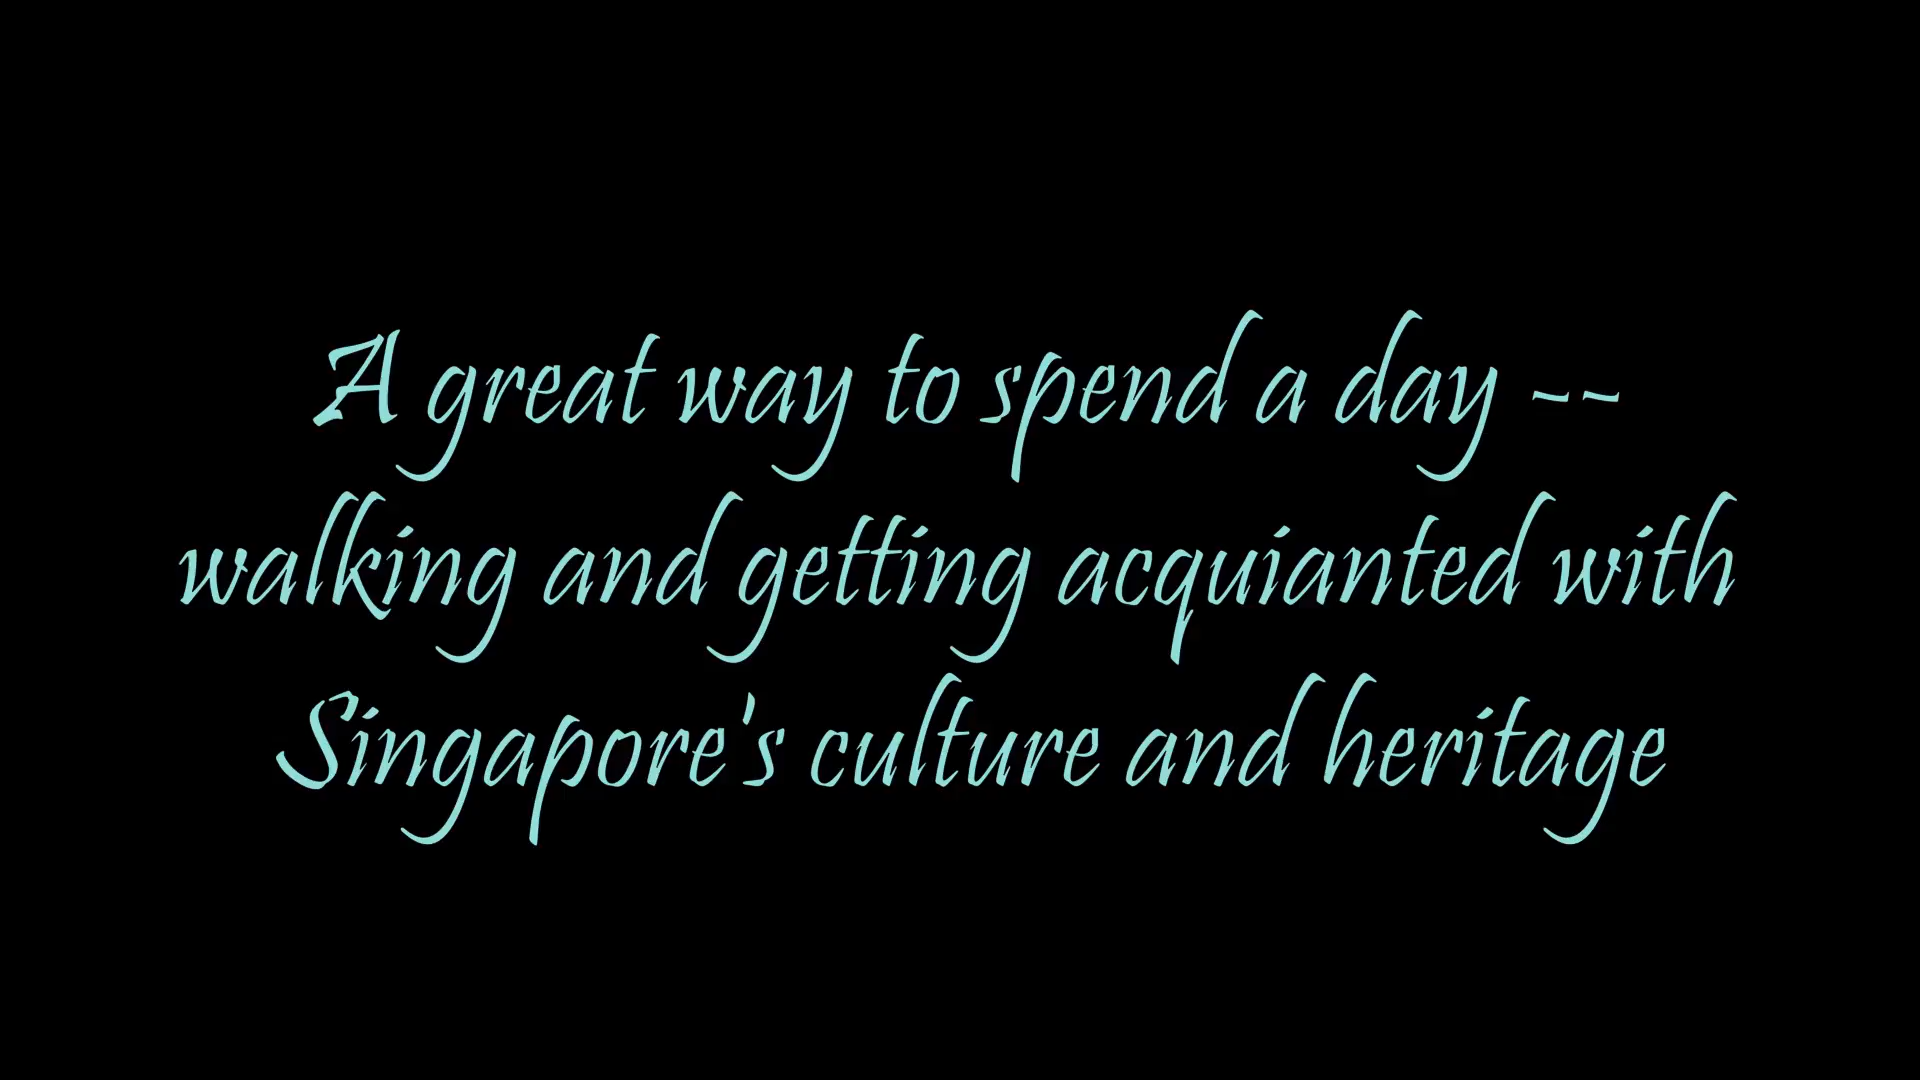 A great way to spend a day --
walking and getting acquianted with
Singapore's culture and heritage